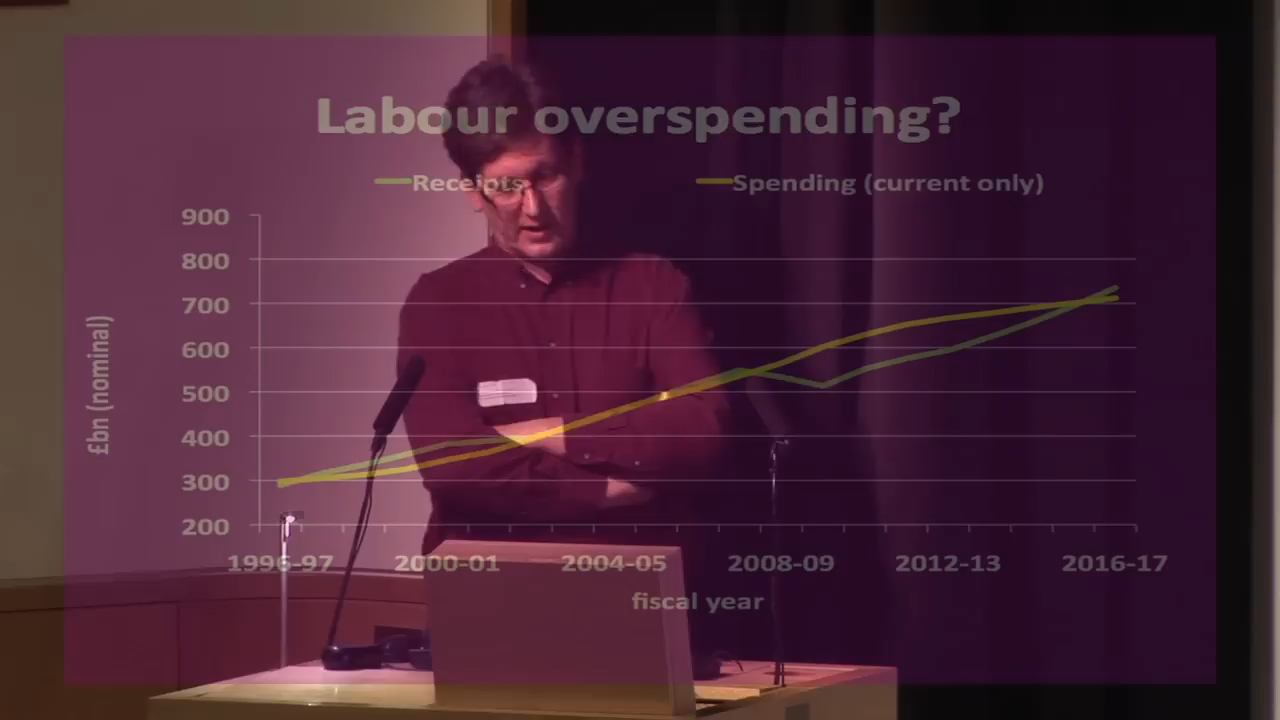 Labour overspending?
Receipts Spending (current only)
900
800
700
600
500
400
300
200
£bn (nominal)
1996-97 2000-01 2004-05 2008-09 2012-13 2016-17
fiscal year